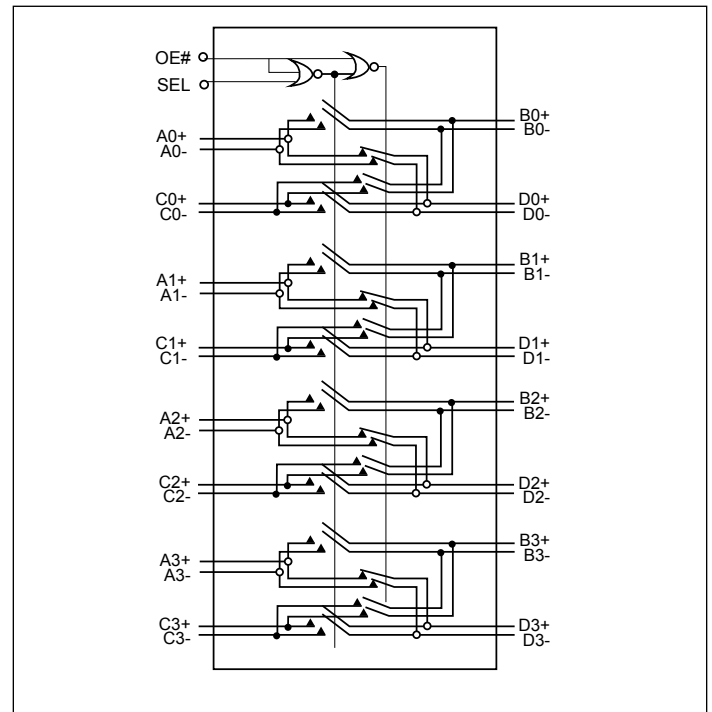 OE#
SEL
B0+
B0-
A0+
A0-
C0+
C0-
D0+
D0-
B1+
B1-
A1+
A1-
C1+
C1-
D1+
D1-
B2+
B2-
A2+
A2-
C2+
C2-
D2+
D2-
B3+
B3-
A3+
A3-
C3+
C3-
D3+
D3-